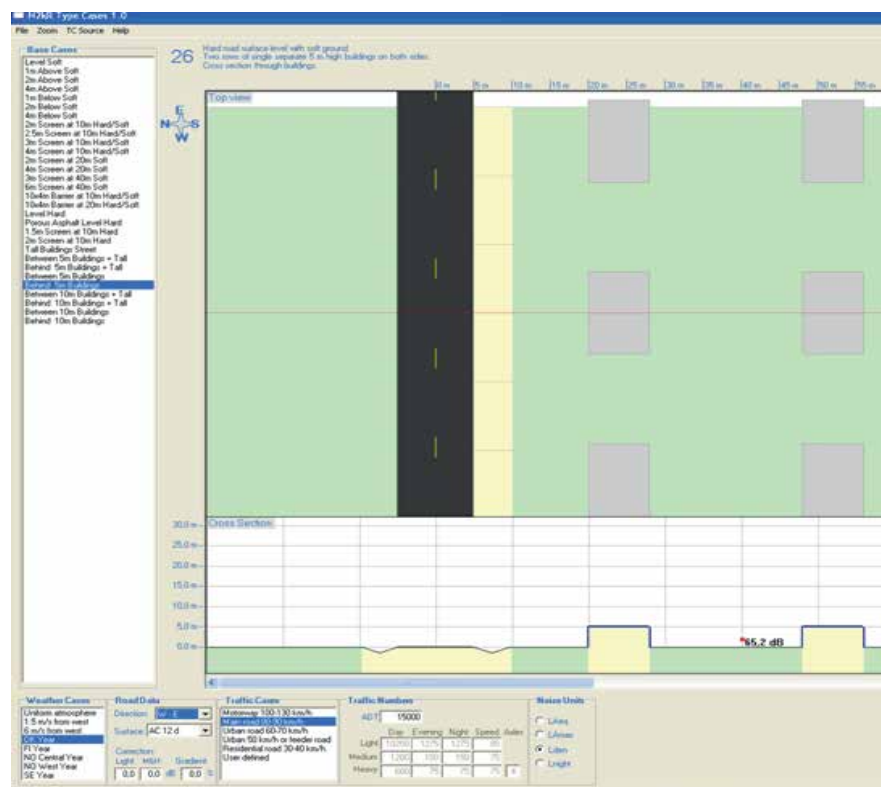 N2kR Type Cases 1.0
File Zoom TC Source Help
Base Cases
Level Soft
1m Above Soft
2m Above Soft
4m Above Soft
1m Below Soft
2m Below Soft
4m Below Soft
2m Screen at 10m Hard/Soft
2.5m Screen at 10m Hard/Soft
3m Screen at 10m Hard/Soft
4m Screen at 10m Hard/Soft
2m Screen at 20m Soft
4m Screen at 20m Soft
3m Screen at 40m Soft
6m Screen at 40m Soft
10x4m Barrier at 10m Hard/Soft
10x4m Barrier at 20m Hard/Soft
Level Hard
Porous Asphalt Level Hard
1.5m Screen at 10m Hard
2m Screen at 10m Hard
Tall Buildings Street
Between 5m Buildings + Tall
Behind 5m Buildings + Tall
Between 5m Buildings
Behind 5m Buildings
Between 10m Buildings + Tall
Behind 10m Buildings + Tall
Between 10m Buildings
Behind 10m Buildings
26
Hard road surface level with soft ground.
Two rows of single separate 5 m high buildings on both sides.
Cross section through buildings.
0 m 5 m 10 m 15 m 20 m 25 m 30 m 35 m 40 m 45 m 50 m 55 m
Top view
E
N S
W
Cross Section
30,0 m
25,0 m
20,0 m
15,0 m
10,0 m
5,0 m
0,0 m
65,2 dB
Weather Cases
Uniform atmosphere
1.5 m/s from west
6 m/s from west
DK Year
FI Year
NO Central Year
NO West Year
SE Year
Road Data
Direction: W - E
Surface: AC 12 d
Correction:
Light M&H Gradient
0,0 0,0 dB 0,0 %
Traffic Cases
Motorway 100-130 km/h
Main road 80-90 km/h
Urban road 60-70 km/h
Urban 50 km/h or feeder road
Residential road 30-40 km/h
User defined
Traffic Numbers
ADT 15000
Day Evening Night Speed Axles
Light 10200 1275 1275 85
Medium 1200 150 150 75
Heavy 600 75 75 75 4
Noise Units
LAeq
LAmax
Lden
Lnight